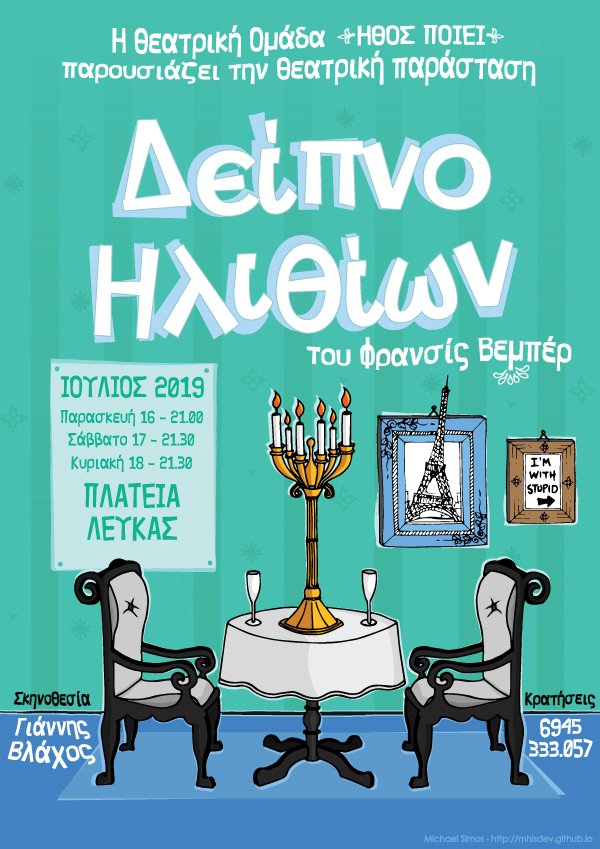 Η Θεατρική Ομάδα ΗΘΟΣ ΠΟΙΕΙ
παρουσιάζει την θεατρική παράσταση
Δείπνο
Ηλιθίων
του Φρανσίς Βεμπέρ
ΙΟΥΛΙΟΣ 2019
Παρασκευή 16 - 21.00
Σάββατο 17 - 21.30
Κυριακή 18 - 21.30
ΠΛΑΤΕΙΑ
ΛΕΥΚΑΣ
I'M
WITH
STUPID
Σκηνοθεσία
Γιάννης
Βλάχος
Κρατήσεις
6945
333.057
Michael Simos - http://mhlsdev.github.io